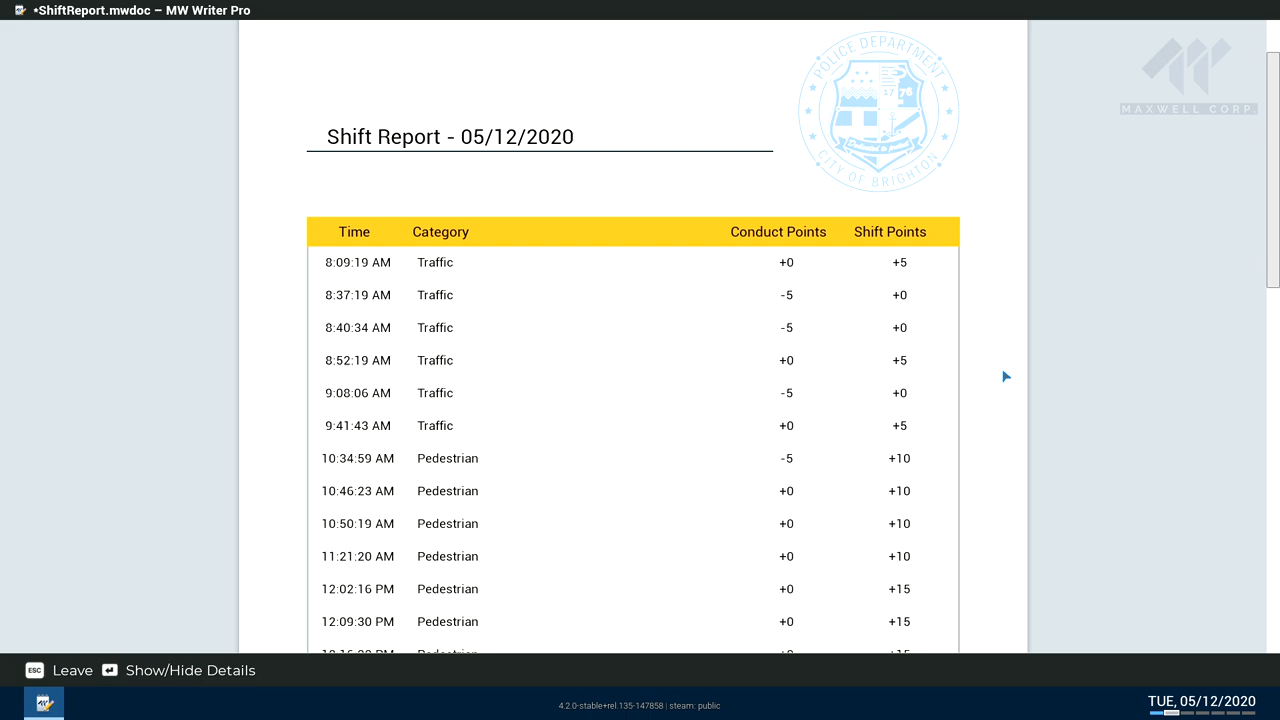 *ShiftReport.mwdoc – MW Writer Pro
POLICE DEPARTMENT
17 76
CITY OF BRIGHTON
MAXWELL CORP
Shift Report - 05/12/2020
Time Category Conduct Points Shift Points
8:09:19 AM Traffic +0 +5
8:37:19 AM Traffic -5 +0
8:40:34 AM Traffic -5 +0
8:52:19 AM Traffic +0 +5
9:08:06 AM Traffic -5 +0
9:41:43 AM Traffic +0 +5
10:34:59 AM Pedestrian -5 +10
10:46:23 AM Pedestrian +0 +10
10:50:19 AM Pedestrian +0 +10
11:21:20 AM Pedestrian +0 +10
12:02:16 PM Pedestrian +0 +15
12:09:30 PM Pedestrian +0 +15
ESC Leave Show/Hide Details
4.2.0-stable+rel.135-147858 | steam: public
TUE, 05/12/2020